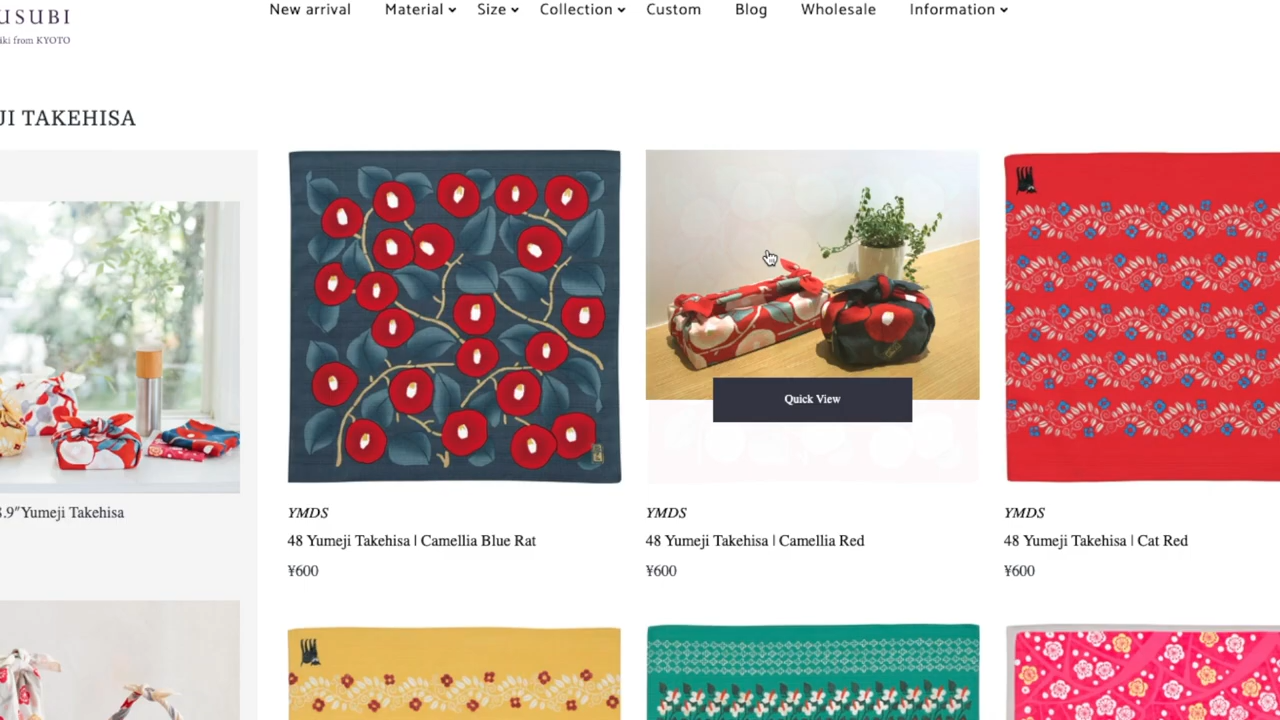 USUBI
iki from KYOTO
New arrival Material Size Collection Custom Blog Wholesale Information
JI TAKEHISA
Quick View
3.9″Yumeji Takehisa
YMDS
48 Yumeji Takehisa | Camellia Blue Rat
¥600
YMDS
48 Yumeji Takehisa | Camellia Red
¥600
YMDS
48 Yumeji Takehisa | Cat Red
¥600